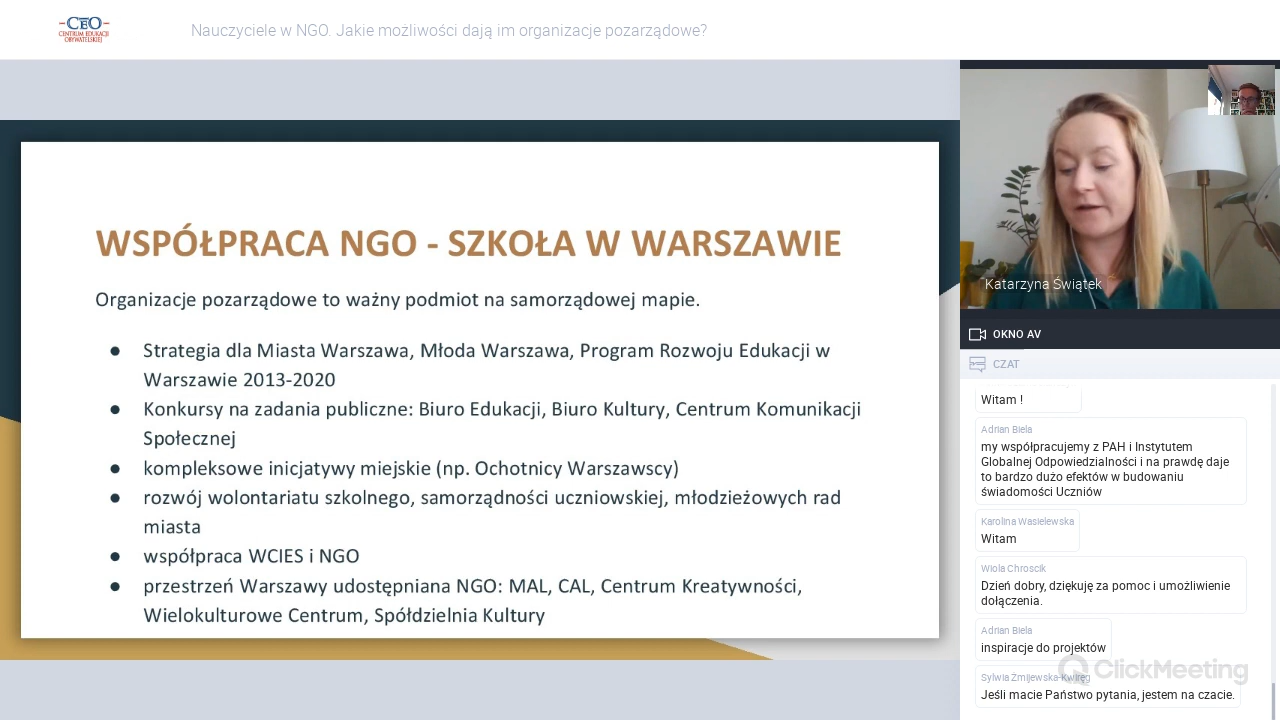 CEO
CENTRUM EDUKACJI
OBYWATELSKIEJ
Nauczyciele w NGO. Jakie możliwości dają im organizacje pozarządowe?
WSPÓŁPRACA NGO - SZKOŁA W WARSZAWIE
Organizacje pozarządowe to ważny podmiot na samorządowej mapie.
● Strategia dla Miasta Warszawa, Młoda Warszawa, Program Rozwoju Edukacji w
Warszawie 2013-2020
● Konkursy na zadania publiczne: Biuro Edukacji, Biuro Kultury, Centrum Komunikacji
Społecznej
● kompleksowe inicjatywy miejskie (np. Ochotnicy Warszawscy)
● rozwój wolontariatu szkolnego, samorządności uczniowskiej, młodzieżowych rad
miasta
● współpraca WCIES i NGO
● przestrzeń Warszawy udostępniana NGO: MAL, CAL, Centrum Kreatywności,
Wielokulturowe Centrum, Spółdzielnia Kultury
Katarzyna Świątek
OKNO AV
CZAT
Witam !
Adrian Biela
my współpracujemy z PAH i Instytutem
Globalnej Odpowiedzialności i na prawdę daje
to bardzo dużo efektów w budowaniu
świadomości Uczniów
Karolina Wasielewska
Witam
Wiola Chroscik
Dzień dobry, dziękuję za pomoc i umożliwienie
dołączenia.
Adrian Biela
inspiracje do projektów
ClickMeeting
Sylwia Żmijewska-Kwiręg
Jeśli macie Państwo pytania, jestem na czacie.